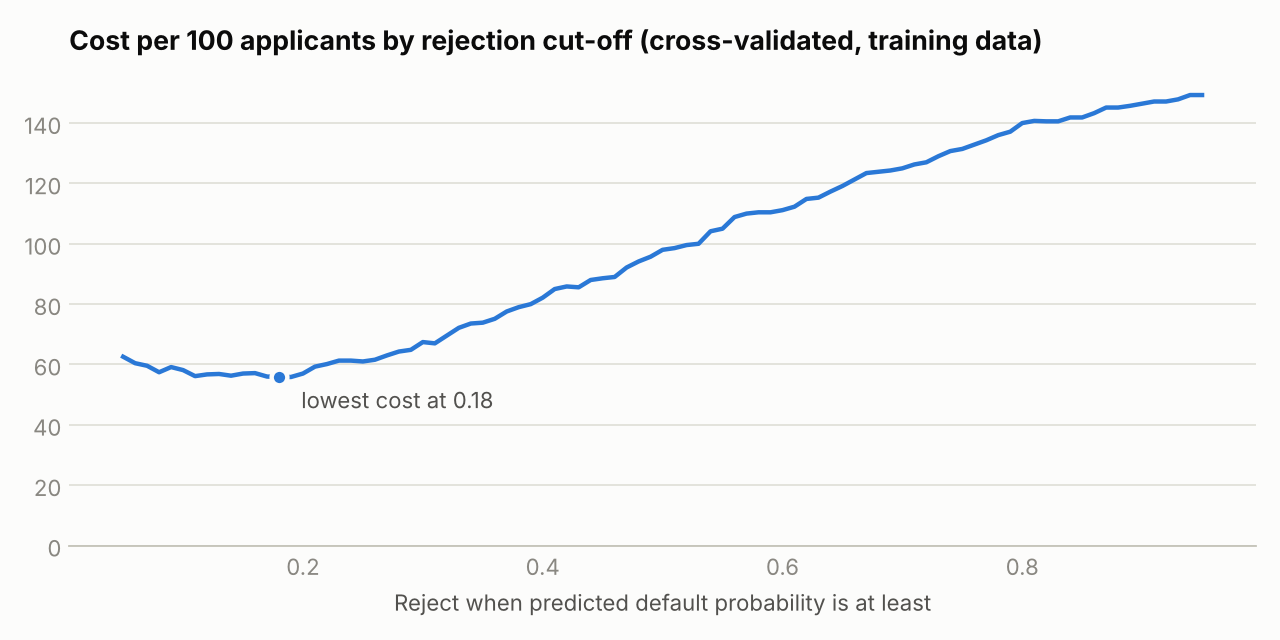 Cost per 100 applicants by rejection cut-off (cross-validated, training data)
140
120
100
80
60
lowest cost at 0.18
40
20
0
0.2 0.4 0.6 0.8
Reject when predicted default probability is at least